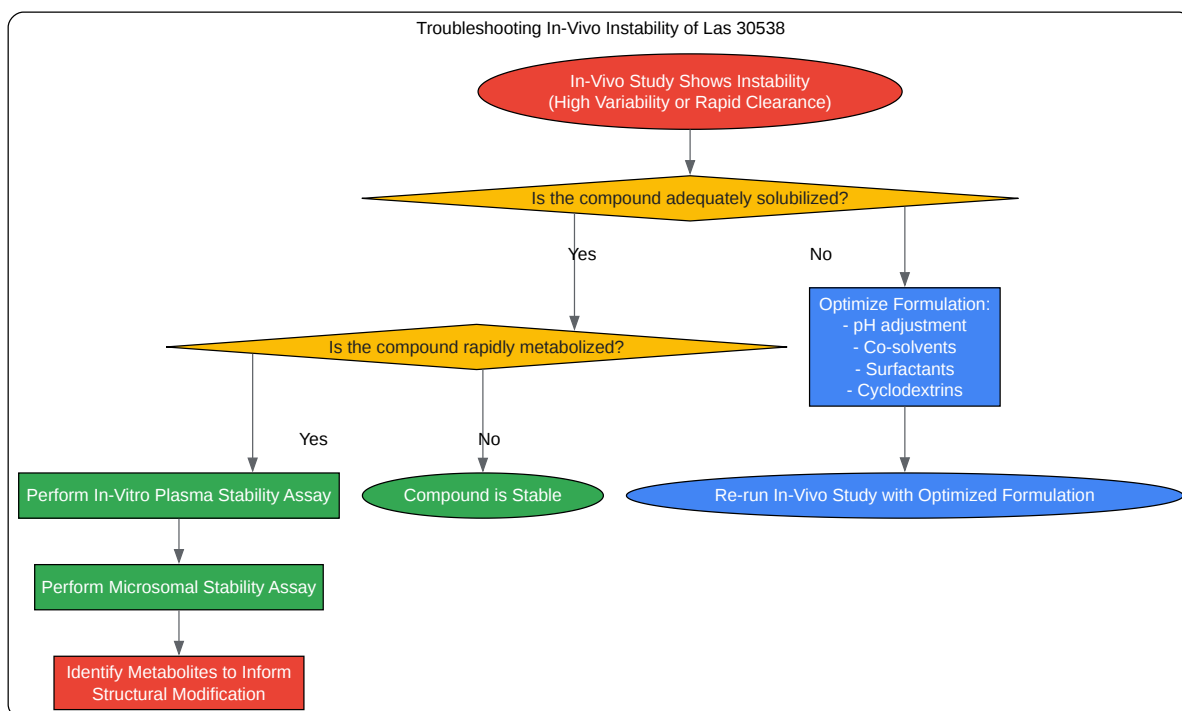 Troubleshooting In-Vivo Instability of Las 30538
In-Vivo Study Shows Instability
(High Variability or Rapid Clearance)
Is the compound adequately solubilized?
Yes
No
Optimize Formulation:
- pH adjustment
- Co-solvents
- Surfactants
- Cyclodextrins
Is the compound rapidly metabolized?
Yes
No
Perform In-Vitro Plasma Stability Assay
Compound is Stable
Re-run In-Vivo Study with Optimized Formulation
Perform Microsomal Stability Assay
Identify Metabolites to Inform
Structural Modification